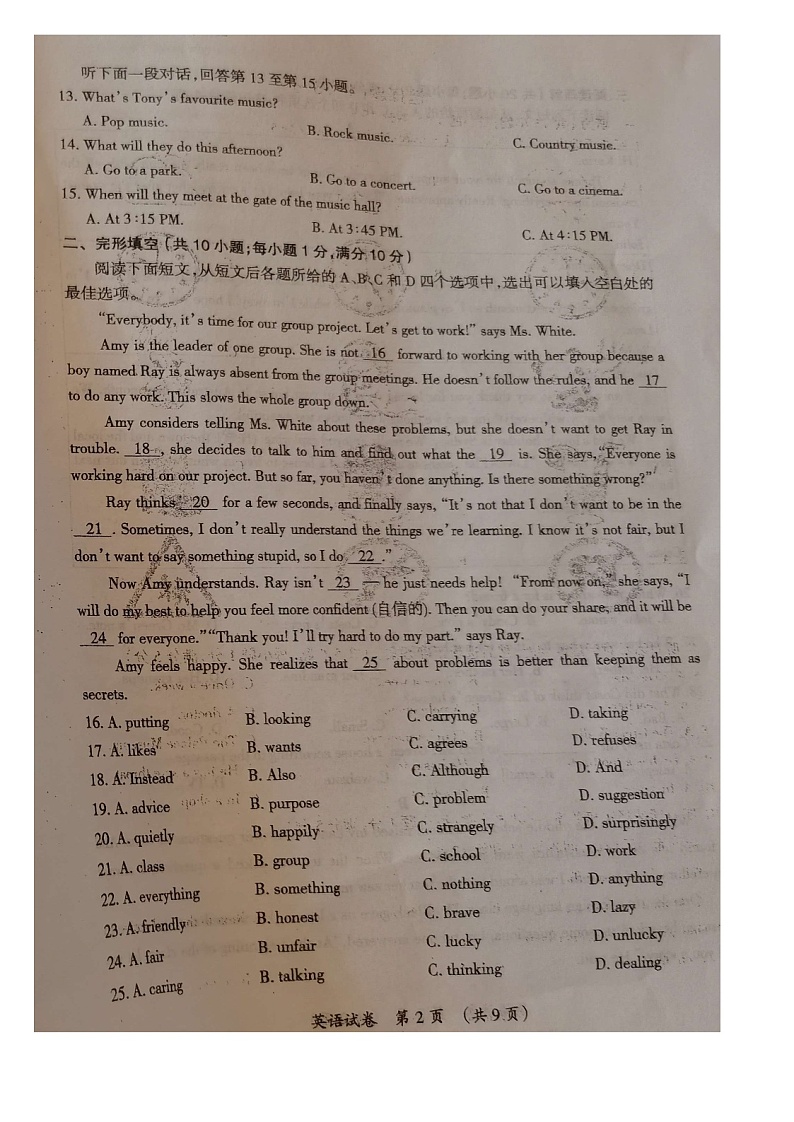 听下面一段对话,回答第 13 至第 15 小题。
13. What's Tony's favourite music?
A. Pop music. B. Rock music. C. Country music.
14. What will they do this afternoon?
A. Go to a park. B. Go to a concert. C. Go to a cinema.
15. When will they meet at the gate of the music hall?
A. At 3:15 PM. B. At 3:45 PM. C. At 4:15 PM.
二、完形填空(共 10 小题;每小题 1 分,满分 10 分)
阅读下面短文,从短文后各题所给的 A、B、C 和 D 四个选项中,选出可以填入空白处的
最佳选项。
"Everybody, it's time for our group project. Let's get to work!" says Ms. White.
Amy is the leader of one group. She is not 16 forward to working with her group because a
boy named Ray is always absent from the group meetings. He doesn't follow the rules, and he 17
to do any work. This slows the whole group down.
Amy considers telling Ms. White about these problems, but she doesn't want to get Ray in
trouble. 18 , she decides to talk to him and find out what the 19 is. She says, "Everyone is
working hard on our project. But so far, you haven't done anything. Is there something wrong?"
Ray thinks 20 for a few seconds, and finally says, "It's not that I don't want to be in the
21 . Sometimes, I don't really understand the things we're learning. I know it's not fair, but I
don't want to say something stupid, so I do 22 ."
Now Amy understands. Ray isn't 23 — he just needs help! "From now on," she says, "I
will do my best to help you feel more confident (自信的). Then you can do your share, and it will be
24 for everyone." "Thank you! I'll try hard to do my part." says Ray.
Amy feels happy. She realizes that 25 about problems is better than keeping them as
secrets.
16. A. putting B. looking C. carrying D. taking
17. A. likes B. wants C. agrees D. refuses
18. A. Instead B. Also C. Although D. And
19. A. advice B. purpose C. problem D. suggestion
20. A. quietly B. happily C. strangely D. surprisingly
21. A. class B. group C. school D. work
22. A. everything B. something C. nothing D. anything
23. A. friendly B. honest C. brave D. lazy
24. A. fair B. unfair C. lucky D. unlucky
25. A. caring B. talking C. thinking D. dealing
英语试卷 第 2 页 (共 9 页)